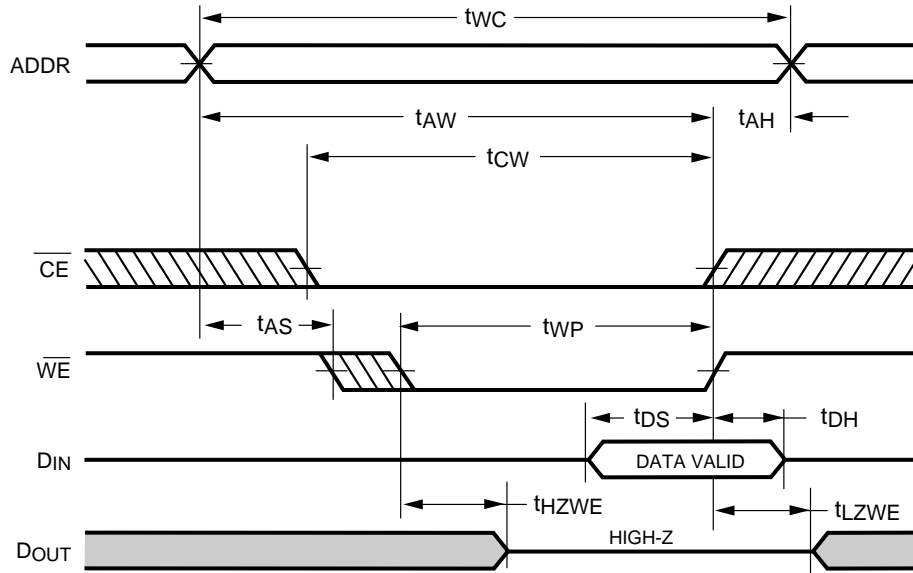 tWC
ADDR
tAW
tAH
tCW
CE
tAS
tWP
WE
tDS
tDH
DIN
DATA VALID
tHZWE
tLZWE
DOUT
HIGH-Z